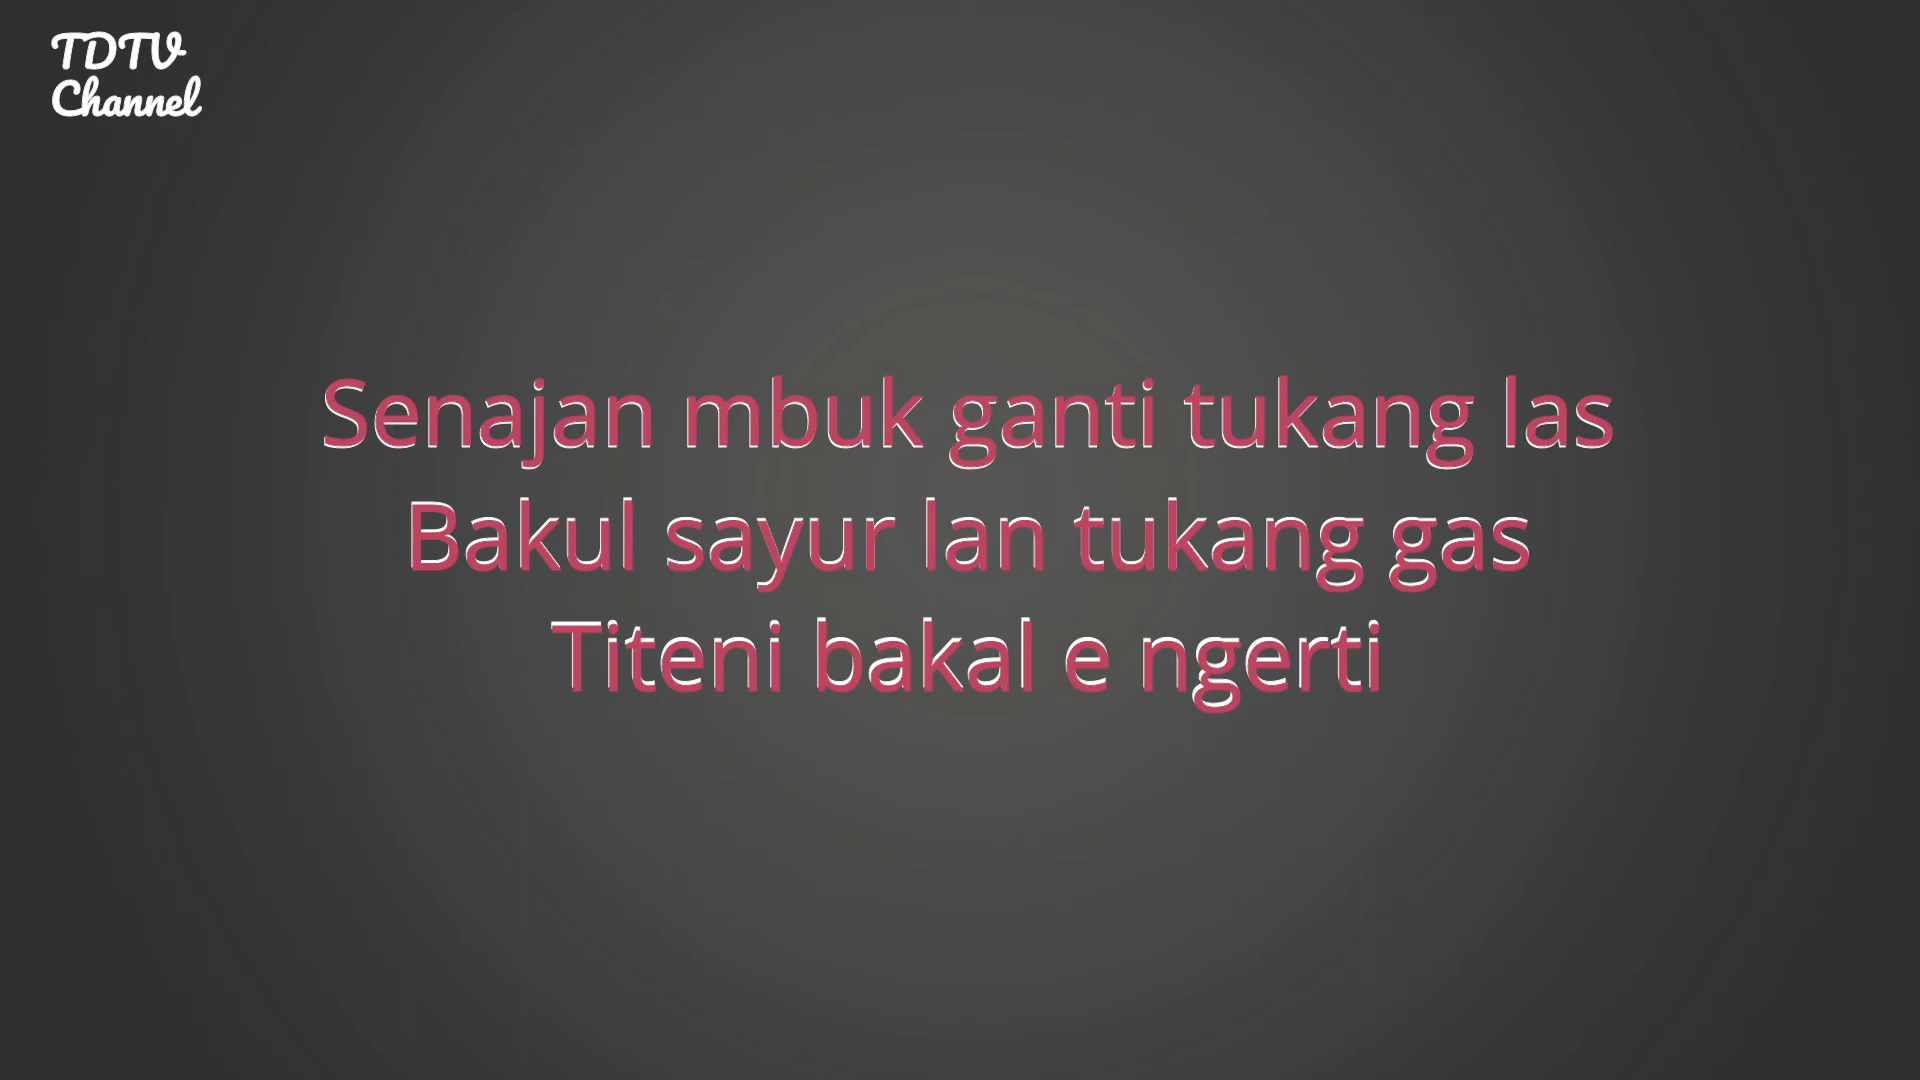 TDTV
Channel
Senajan mbuk ganti tukang las
Bakul sayur lan tukang gas
Titeni bakal e ngerti